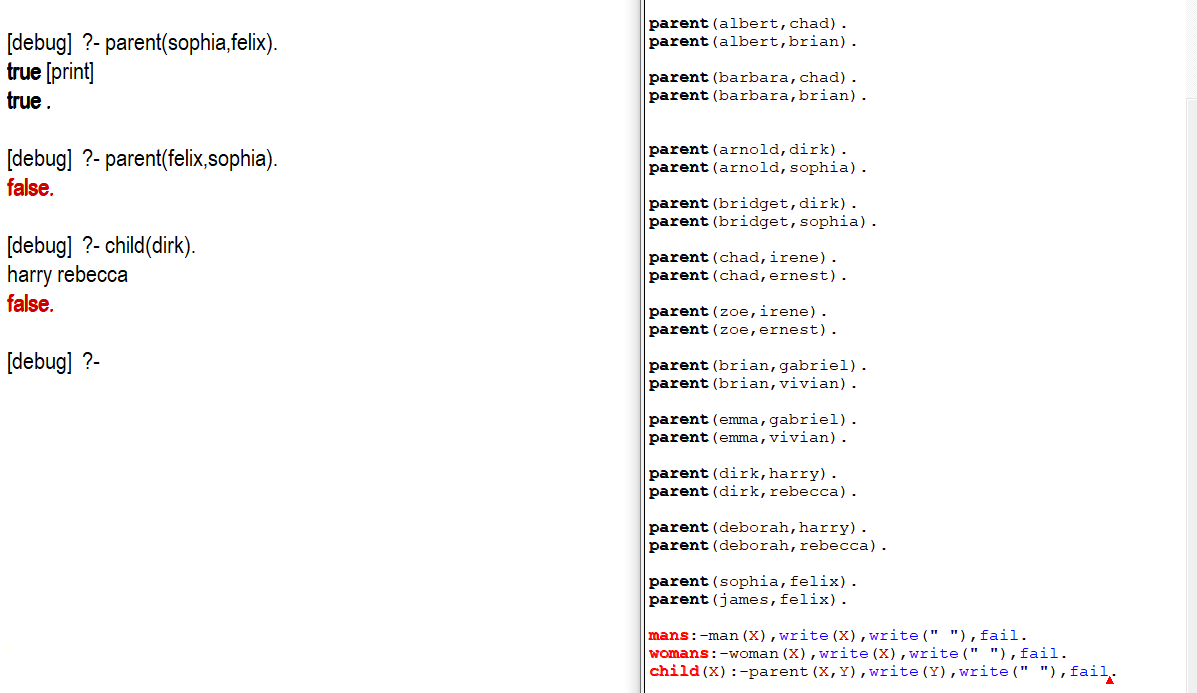 [debug]  ?- parent(sophia,felix).
true [print]
true .
[debug]  ?- parent(felix,sophia).
false.
[debug]  ?- child(dirk).
harry rebecca
false.
[debug]  ?-
parent(albert,chad).
parent(albert,brian).
parent(barbara,chad).
parent(barbara,brian).
parent(arnold,dirk).
parent(arnold,sophia).
parent(bridget,dirk).
parent(bridget,sophia).
parent(chad,irene).
parent(chad,ernest).
parent(zoe,irene).
parent(zoe,ernest).
parent(brian,gabriel).
parent(brian,vivian).
parent(emma,gabriel).
parent(emma,vivian).
parent(dirk,harry).
parent(dirk,rebecca).
parent(deborah,harry).
parent(deborah,rebecca).
parent(sophia,felix).
parent(james,felix).
mans:-man(X),write(X),write(" "),fail.
womans:-woman(X),write(X),write(" "),fail.
child(X):-parent(X,Y),write(Y),write(" "),fail.